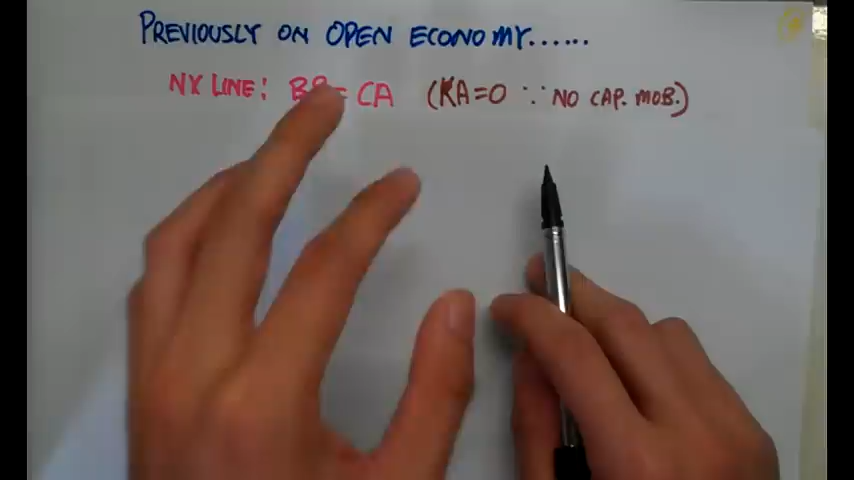 PREVIOUSLY ON OPEN ECONOMY......
NX LINE: BP = CA (KA=0 ∵ NO CAP. MOB.)